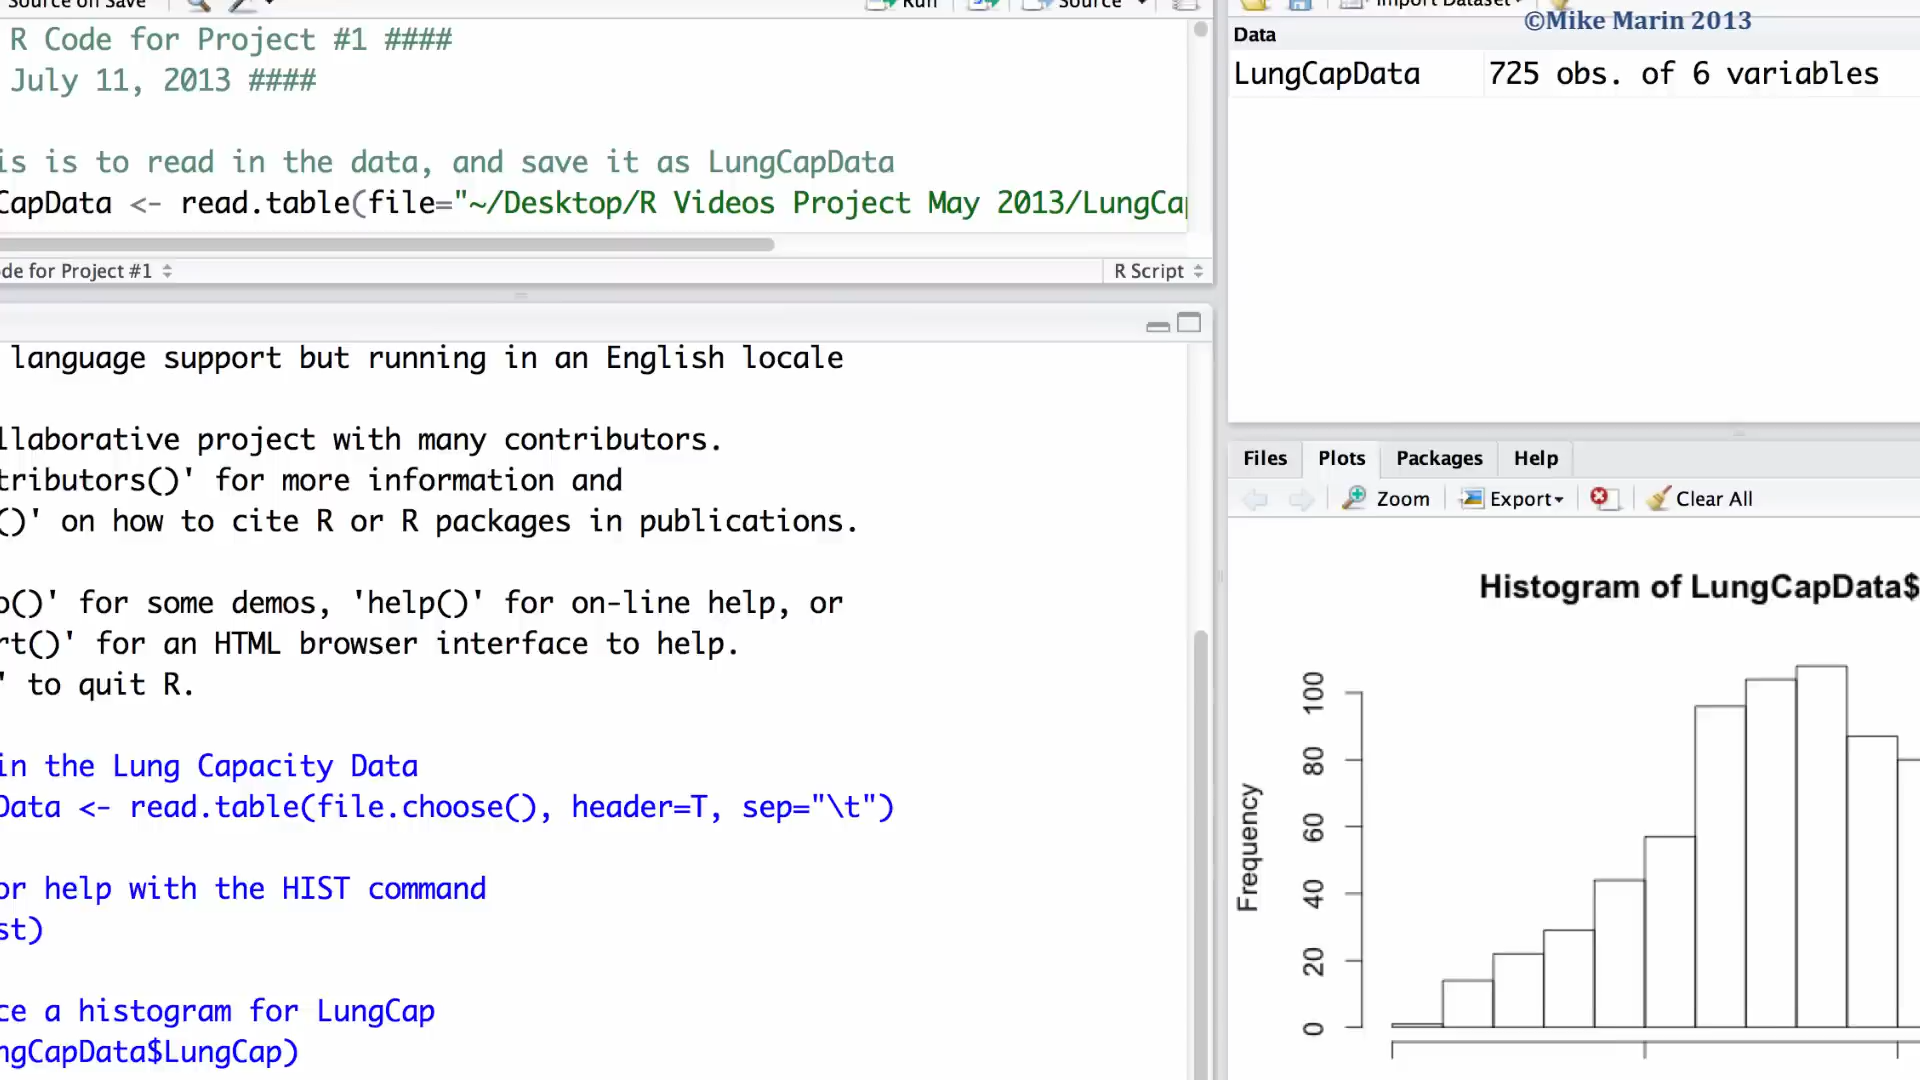 Source on Save
Run
Source
R Code for Project #1 ####
July 11, 2013 ####
is is to read in the data, and save it as LungCapData
CapData <- read.table(file="~/Desktop/R Videos Project May 2013/LungCap
de for Project #1
R Script
language support but running in an English locale
llaborative project with many contributors.
tributors()' for more information and
()' on how to cite R or R packages in publications.
o()' for some demos, 'help()' for on-line help, or
rt()' for an HTML browser interface to help.
' to quit R.
in the Lung Capacity Data
Data <- read.table(file.choose(), header=T, sep="\t")
or help with the HIST command
st)
ce a histogram for LungCap
ngCapData$LungCap)
Import Dataset
©Mike Marin 2013
Data
LungCapData 725 obs. of 6 variables
Files Plots Packages Help
Zoom Export Clear All
Histogram of LungCapData$
Frequency
100
80
60
40
20
0